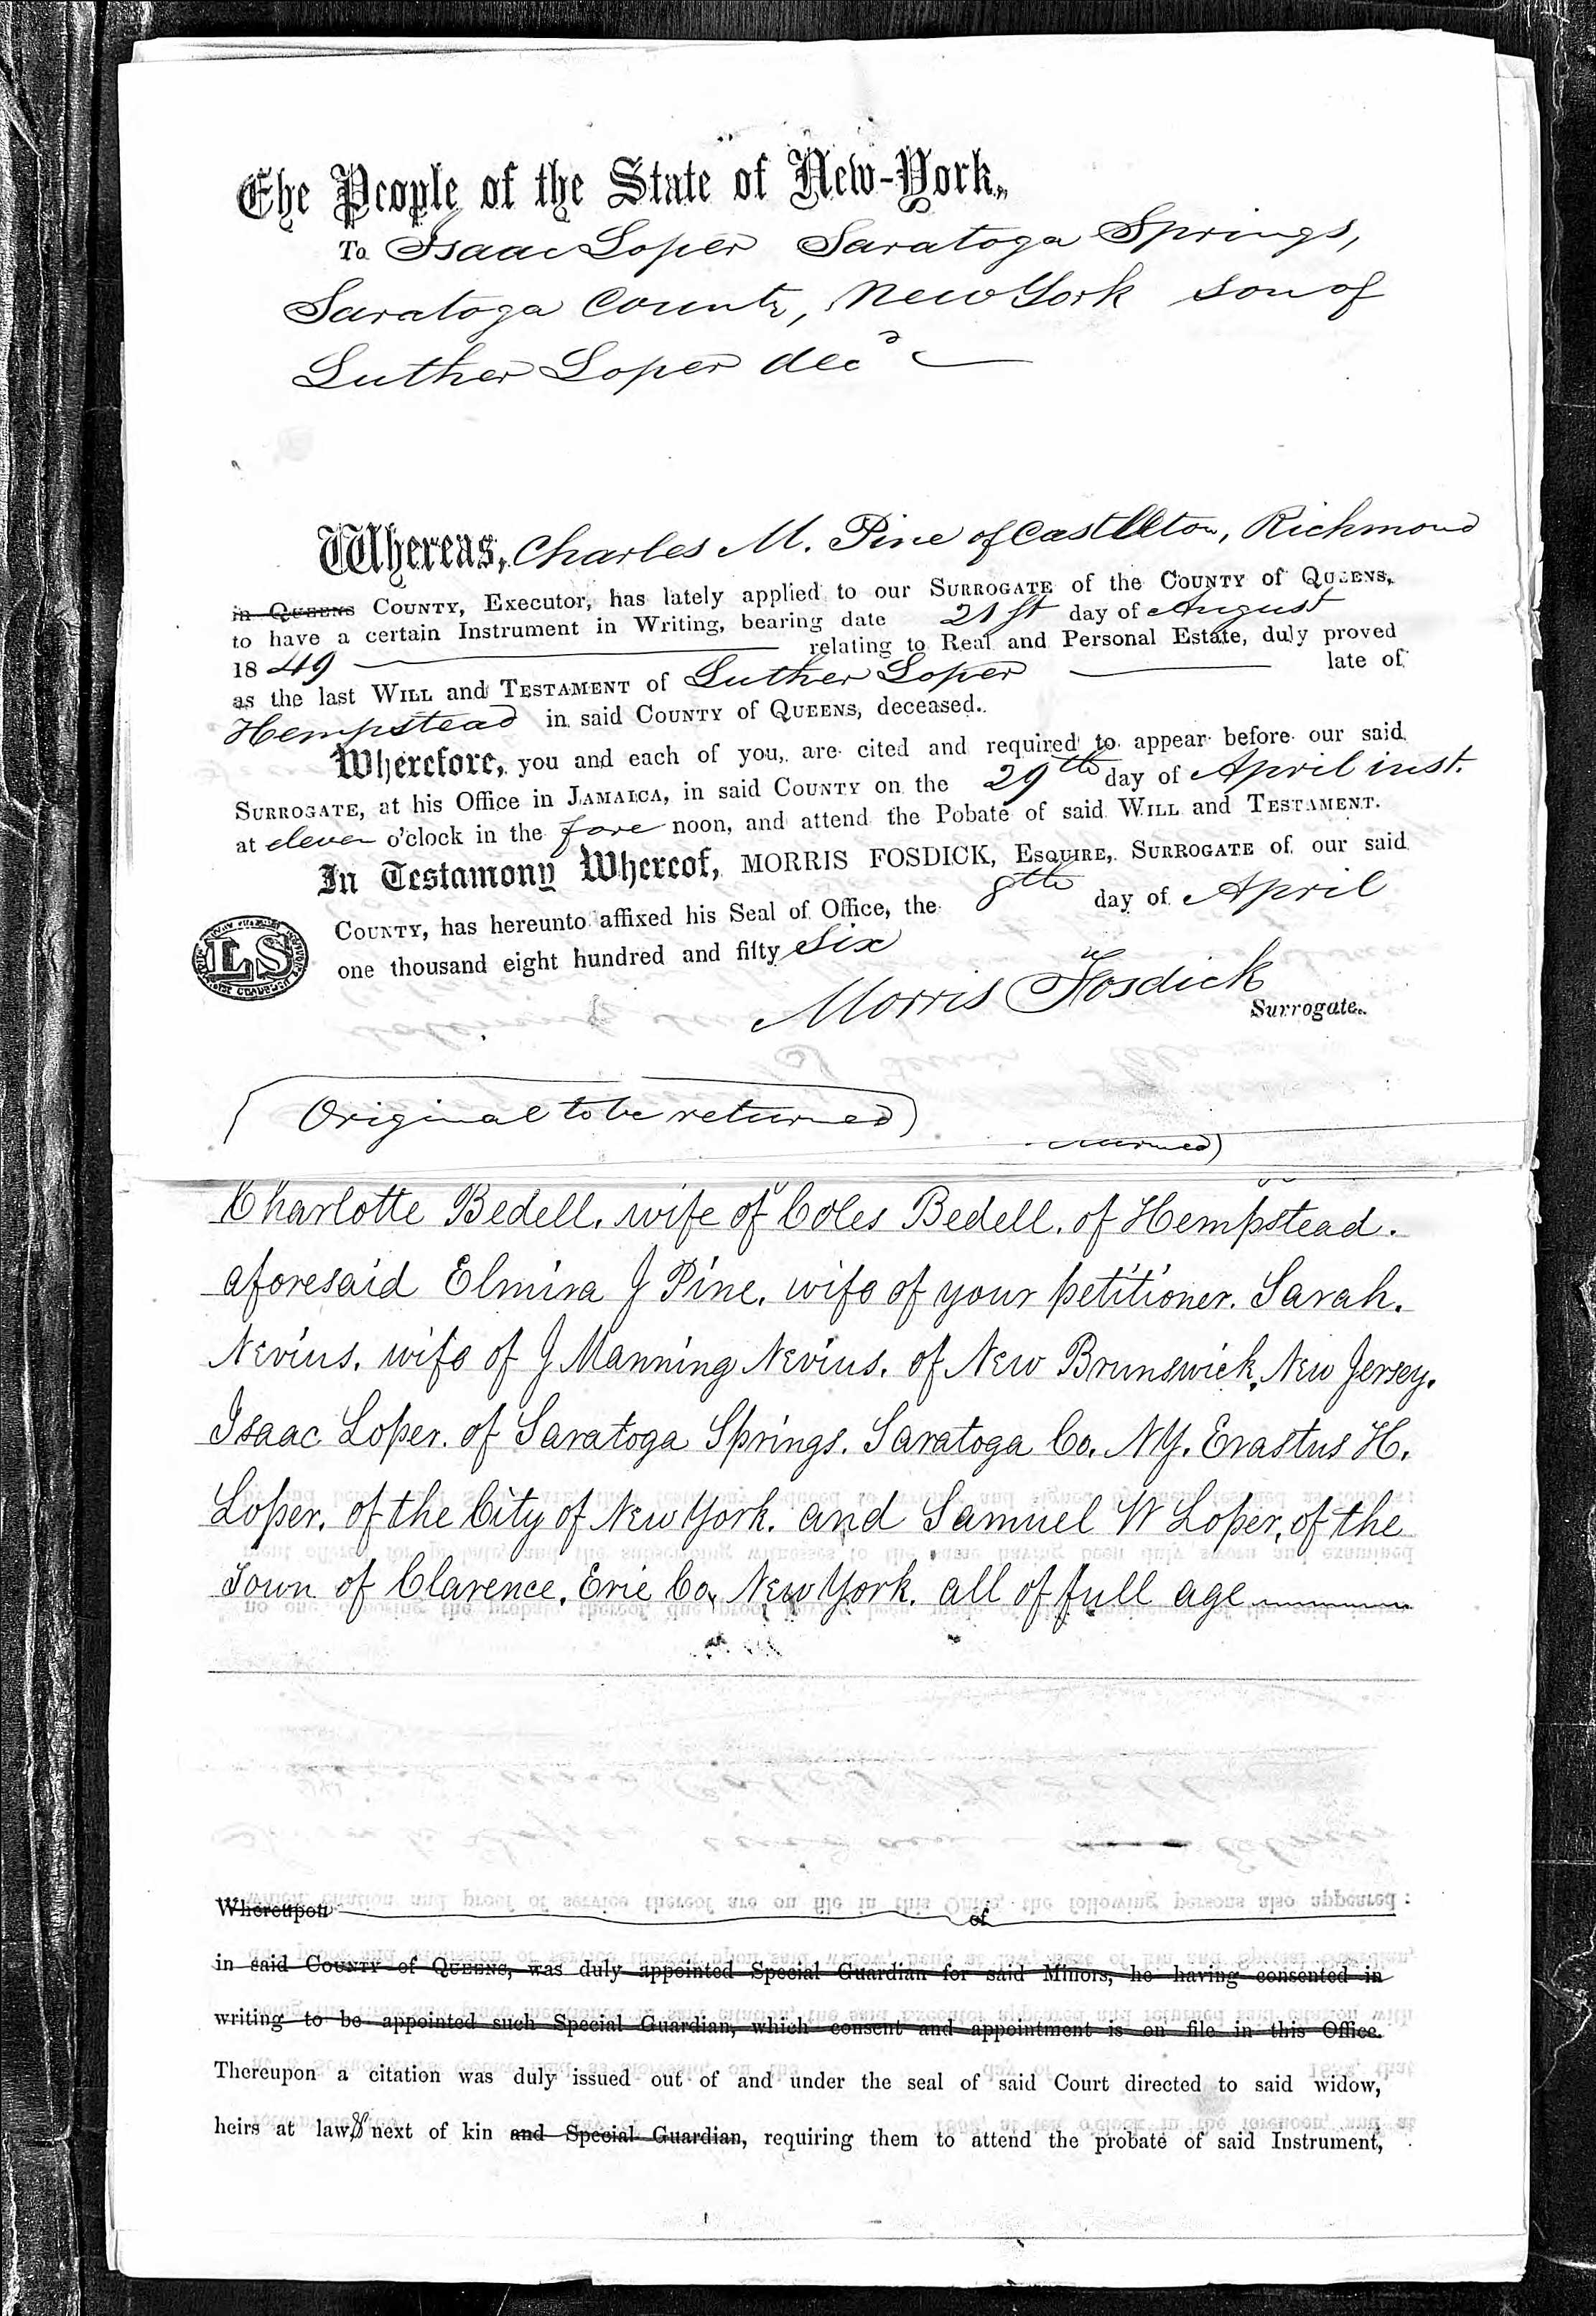 The People of the State of New-York,
To Isaac Loper Saratoga Springs,
Saratoga County, New York son of
Luther Loper decd
Whereas, Charles M. Pine of Castleton, Richmond
in Queens County, Executor, has lately applied to our Surrogate of the County of Queens,
to have a certain Instrument in Writing, bearing date 21st day of August
1849 relating to Real and Personal Estate, duly proved
as the last Will and Testament of Luther Loper late of
Hempstead in said County of Queens, deceased.
Wherefore, you and each of you, are cited and required to appear before our said
Surrogate, at his Office in Jamaica, in said County on the 29th day of April inst.
at eleven o'clock in the fore noon, and attend the Pobate of said Will and Testament.
In Testamony Whereof, MORRIS FOSDICK, Esquire, Surrogate of our said
County, has hereunto affixed his Seal of Office, the 8th day of April
one thousand eight hundred and fifty six
LS
Morris Fosdick
Surrogate.
(Original to be returned)
Charlotte Bedell, wife of Coles Bedell, of Hempstead.
aforesaid Elmira J Pine. wife of your petitioner. Sarah.
Nevius. wife of J Manning Nevius. of New Brunswick, New Jersey.
Isaac Loper. of Saratoga Springs. Saratoga Co. NY. Erastus H.
Loper. of the City of New York. and Samuel W Loper, of the
Town of Clarence. Erie Co, New York. all of full age
Whereupon of
in said County of Queens, was duly appointed Special Guardian for said Minors, he having consented in
writing to be appointed such Special Guardian, which consent and appointment is on file in this Office.
Thereupon a citation was duly issued out of and under the seal of said Court directed to said widow,
heirs at law, & next of kin and Special Guardian, requiring them to attend the probate of said Instrument,